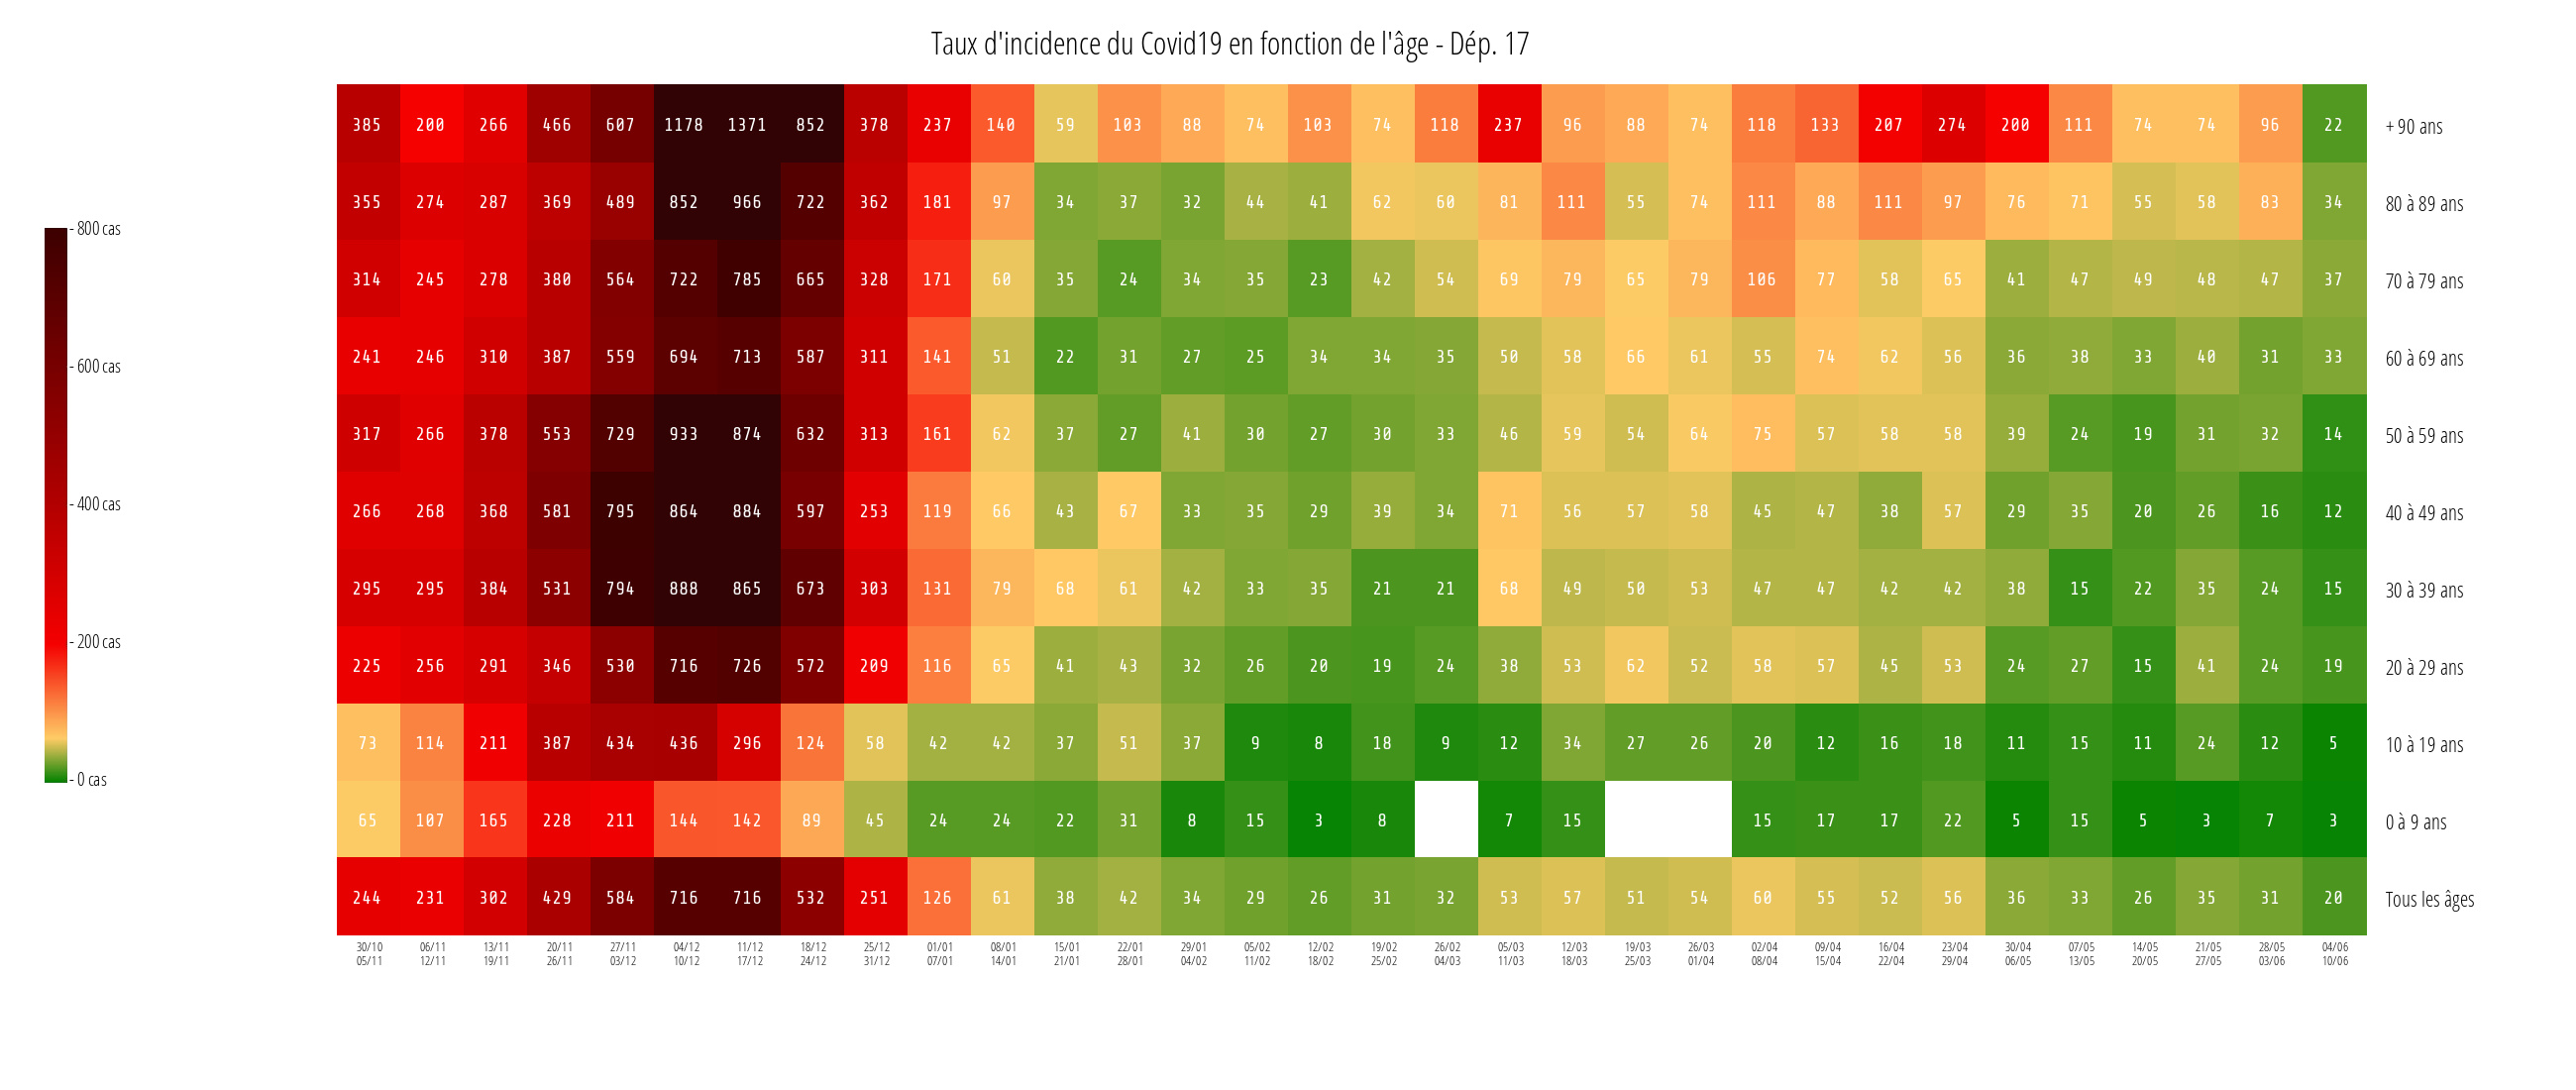 Taux d'incidence du Covid19 en fonction de l'âge - Dép. 17
- 800 cas
- 600 cas
- 400 cas
- 200 cas
- 0 cas
385 200 266 466 607 1178 1371 852 378 237 140 59 103 88 74 103 74 118 237 96 88 74 118 133 207 274 200 111 74 74 96 22 + 90 ans
355 274 287 369 489 852 966 722 362 181 97 34 37 32 44 41 62 60 81 111 55 74 111 88 111 97 76 71 55 58 83 34 80 à 89 ans
314 245 278 380 564 722 785 665 328 171 60 35 24 34 35 23 42 54 69 79 65 79 106 77 58 65 41 47 49 48 47 37 70 à 79 ans
241 246 310 387 559 694 713 587 311 141 51 22 31 27 25 34 34 35 50 58 66 61 55 74 62 56 36 38 33 40 31 33 60 à 69 ans
317 266 378 553 729 933 874 632 313 161 62 37 27 41 30 27 30 33 46 59 54 64 75 57 58 58 39 24 19 31 32 14 50 à 59 ans
266 268 368 581 795 864 884 597 253 119 66 43 67 33 35 29 39 34 71 56 57 58 45 47 38 57 29 35 20 26 16 12 40 à 49 ans
295 295 384 531 794 888 865 673 303 131 79 68 61 42 33 35 21 21 68 49 50 53 47 47 42 42 38 15 22 35 24 15 30 à 39 ans
225 256 291 346 530 716 726 572 209 116 65 41 43 32 26 20 19 24 38 53 62 52 58 57 45 53 24 27 15 41 24 19 20 à 29 ans
73 114 211 387 434 436 296 124 58 42 42 37 51 37 9 8 18 9 12 34 27 26 20 12 16 18 11 15 11 24 12 5 10 à 19 ans
65 107 165 228 211 144 142 89 45 24 24 22 31 8 15 3 8 7 15 15 17 17 22 5 15 5 3 7 3 0 à 9 ans
244 231 302 429 584 716 716 532 251 126 61 38 42 34 29 26 31 32 53 57 51 54 60 55 52 56 36 33 26 35 31 20 Tous les âges
30/10 06/11 13/11 20/11 27/11 04/12 11/12 18/12 25/12 01/01 08/01 15/01 22/01 29/01 05/02 12/02 19/02 26/02 05/03 12/03 19/03 26/03 02/04 09/04 16/04 23/04 30/04 07/05 14/05 21/05 28/05 04/06
05/11 12/11 19/11 26/11 03/12 10/12 17/12 24/12 31/12 07/01 14/01 21/01 28/01 04/02 11/02 18/02 25/02 04/03 11/03 18/03 25/03 01/04 08/04 15/04 22/04 29/04 06/05 13/05 20/05 27/05 03/06 10/06